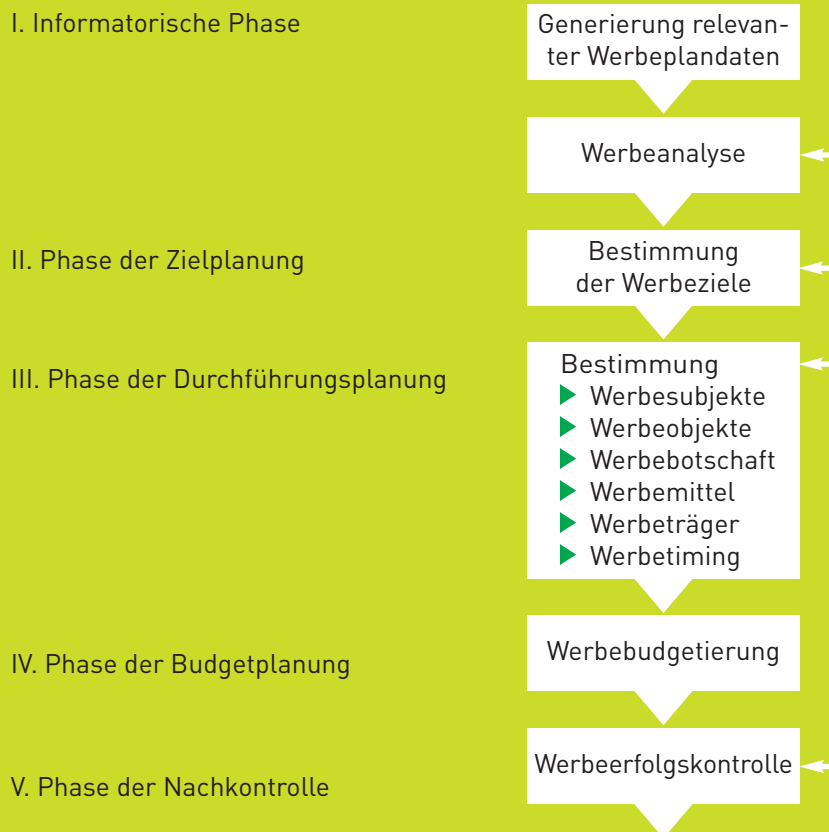 I. Informatorische Phase
Generierung relevan-
ter Werbeplandaten
Werbeanalyse
II. Phase der Zielplanung
Bestimmung
der Werbeziele
III. Phase der Durchführungsplanung
Bestimmung
Werbesubjekte
Werbeobjekte
Werbebotschaft
Werbemittel
Werbeträger
Werbetiming
IV. Phase der Budgetplanung
Werbebudgetierung
V. Phase der Nachkontrolle
Werbeerfolgskontrolle